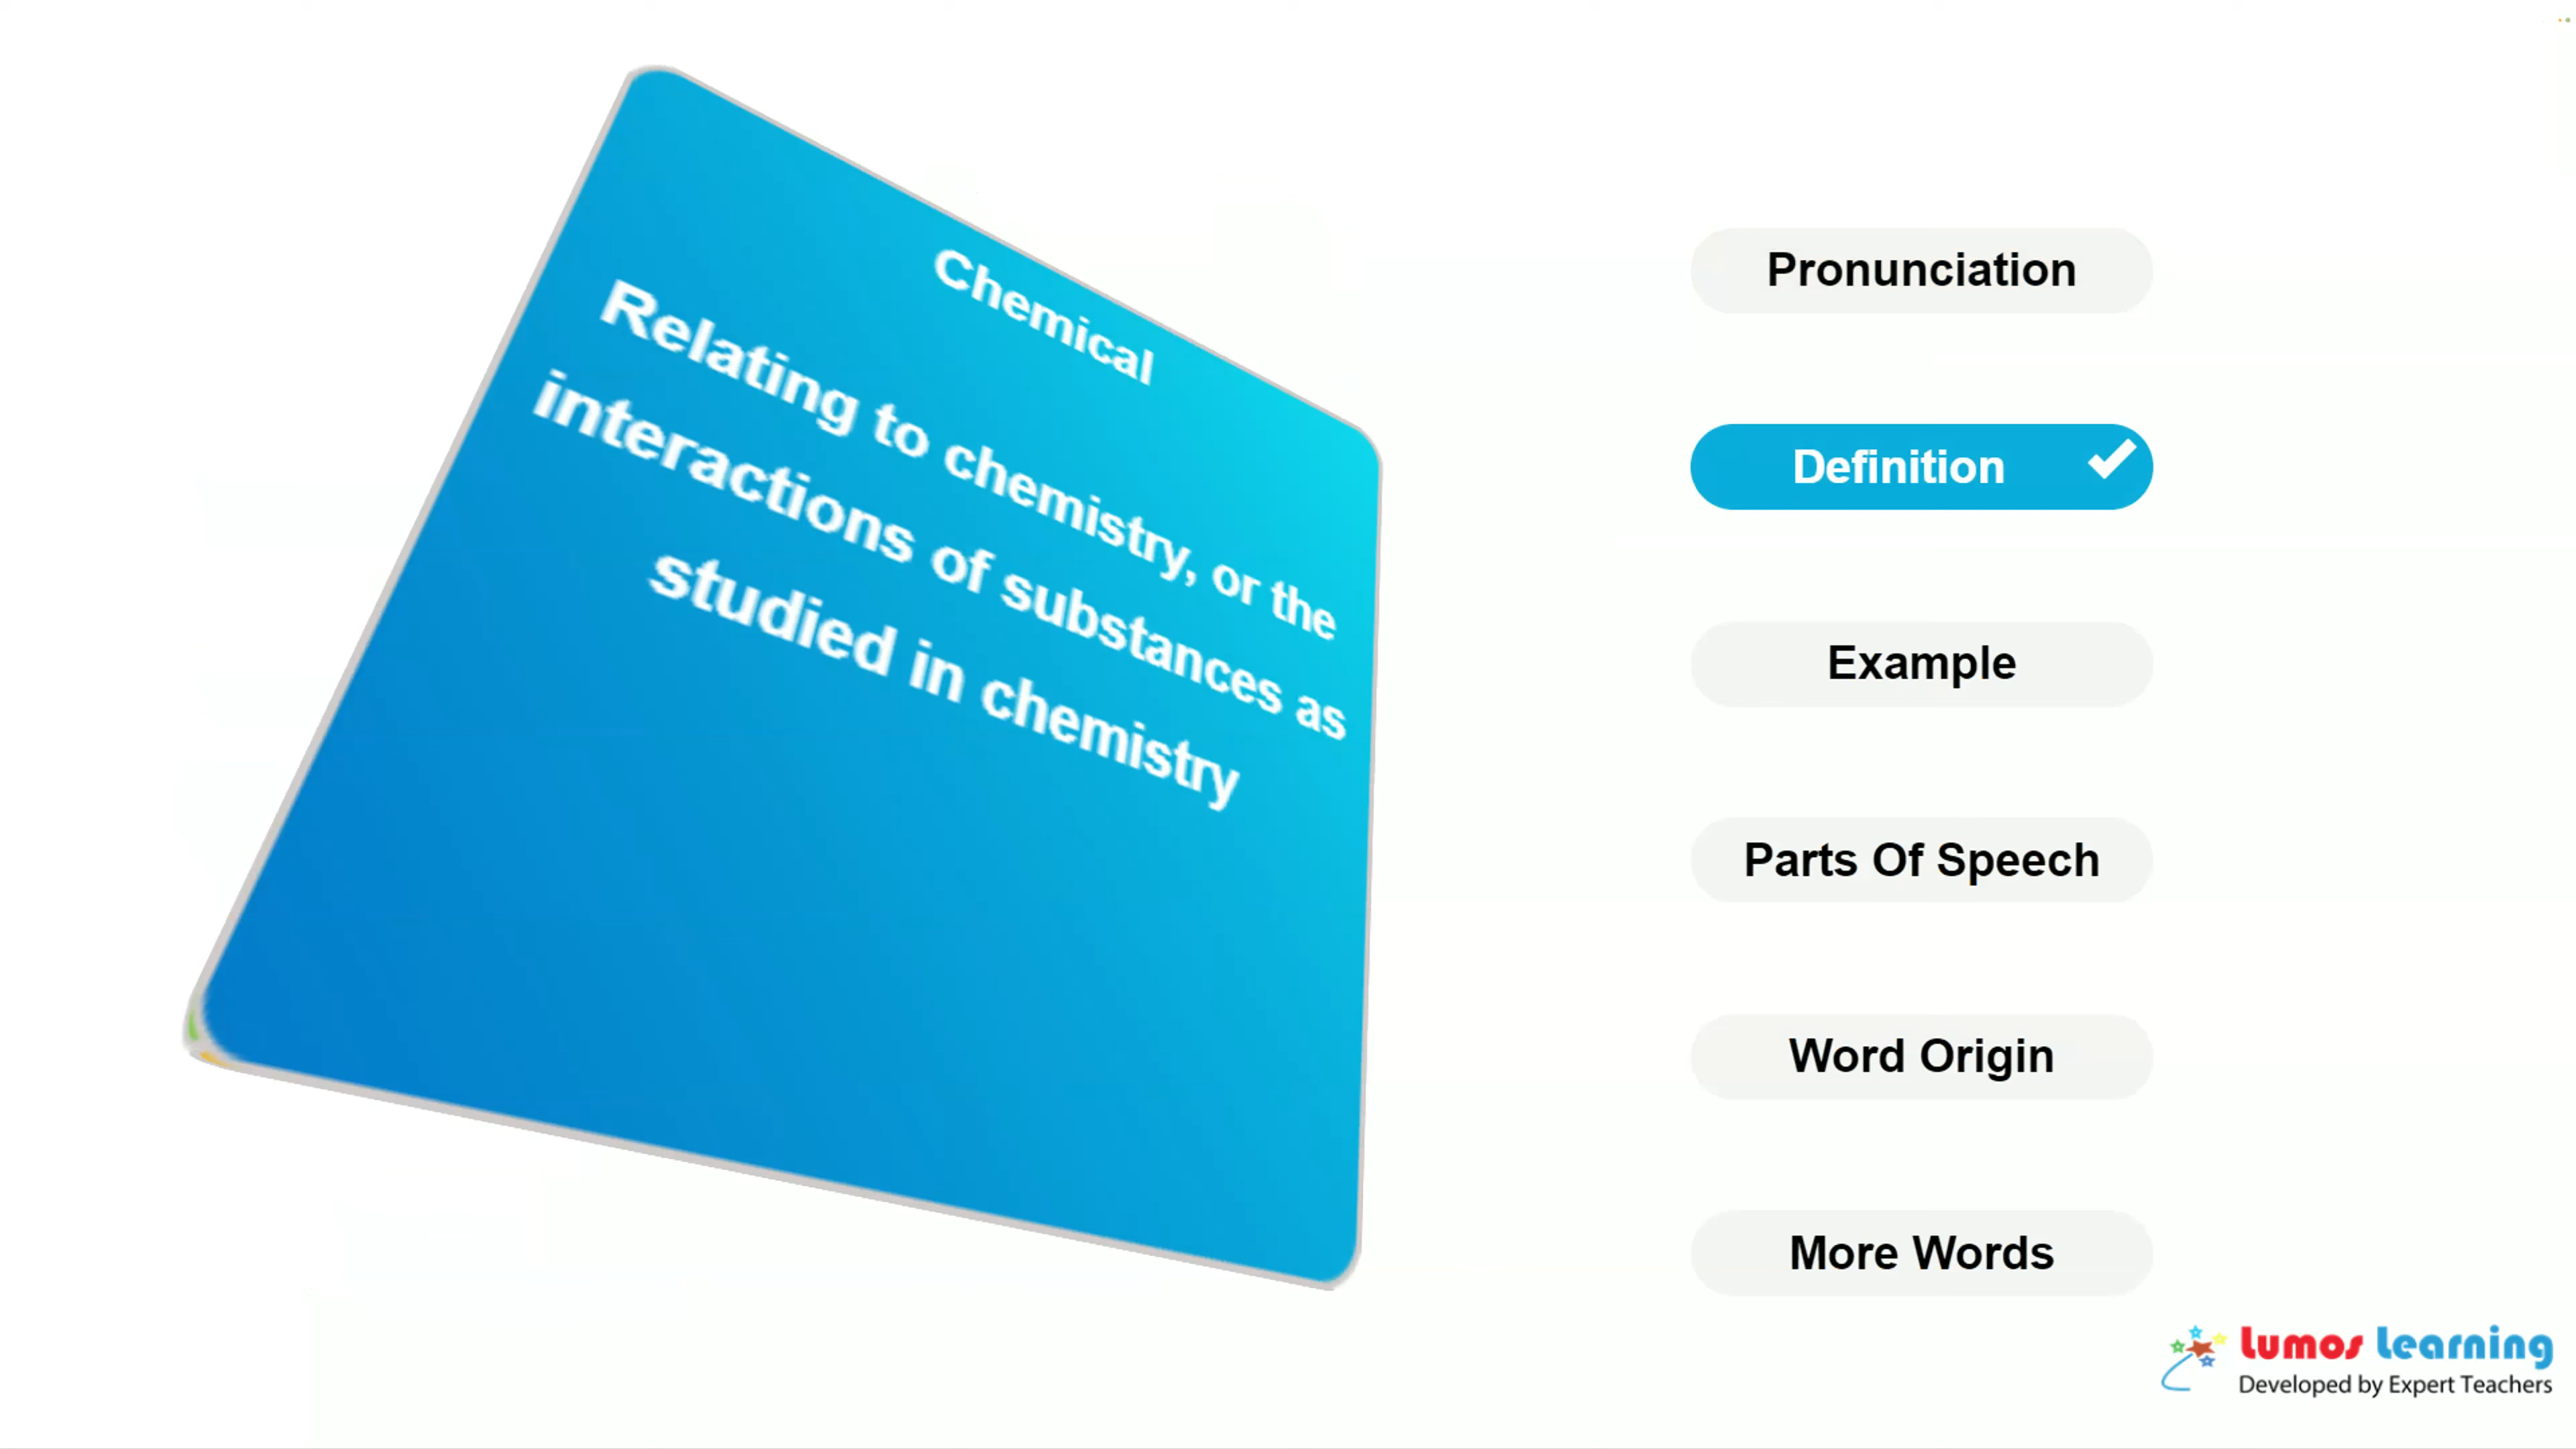 Chemical
Relating to chemistry, or the
interactions of substances as
studied in chemistry
Pronunciation
Definition
Example
Parts Of Speech
Word Origin
More Words
Lumos Learning
Developed by Expert Teachers